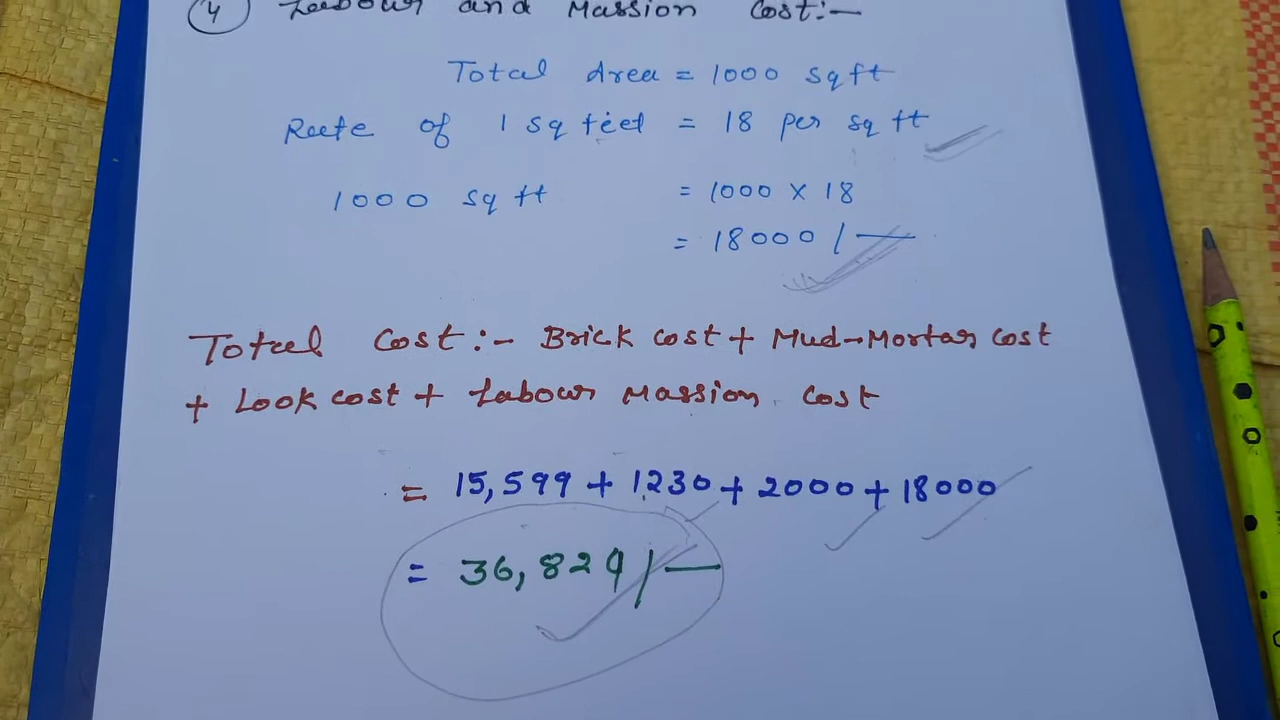 4 Labour and Massion Cost:-
Total Area = 1000 sqft
Rate of 1 sq feet = 18 per sq ft
1000 sq ft = 1000 × 18
= 18000/-
Total Cost:- Brick cost + Mud-Mortar cost
+ Look cost + Labour Massion cost
= 15,599 + 1230 + 2000 + 18000
= 36,829/-